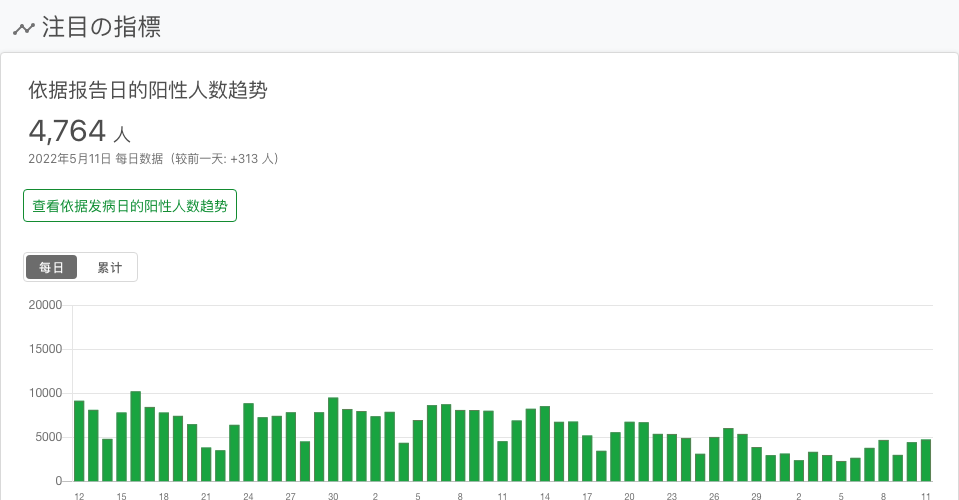 注目の指標
依据报告日的阳性人数趋势
4,764 人
2022年5月11日 每日数据（较前一天: +313 人）
查看依据发病日的阳性人数趋势
每日 累计
20000
15000
10000
5000
0
12 15 18 21 24 27 30 2 5 8 11 14 17 20 23 26 29 2 5 8 11